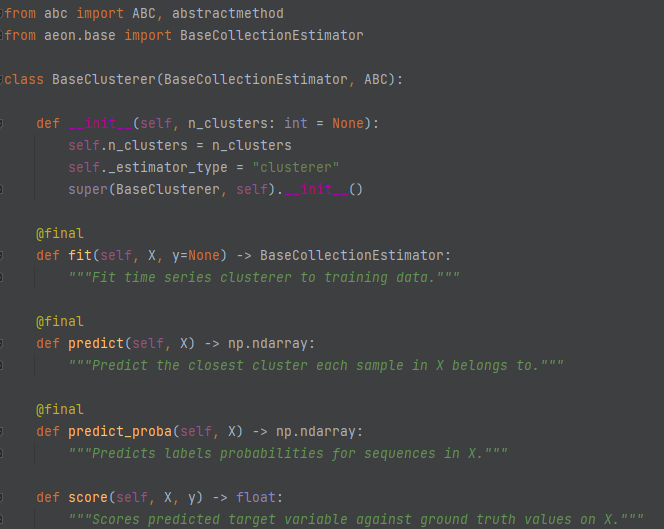 from abc import ABC, abstractmethod
from aeon.base import BaseCollectionEstimator
class BaseClusterer(BaseCollectionEstimator, ABC):
def __init__(self, n_clusters: int = None):
self.n_clusters = n_clusters
self._estimator_type = "clusterer"
super(BaseClusterer, self).__init__()
@final
def fit(self, X, y=None) -> BaseCollectionEstimator:
"""Fit time series clusterer to training data."""
@final
def predict(self, X) -> np.ndarray:
"""Predict the closest cluster each sample in X belongs to."""
@final
def predict_proba(self, X) -> np.ndarray:
"""Predicts labels probabilities for sequences in X."""
def score(self, X, y) -> float:
"""Scores predicted target variable against ground truth values on X."""